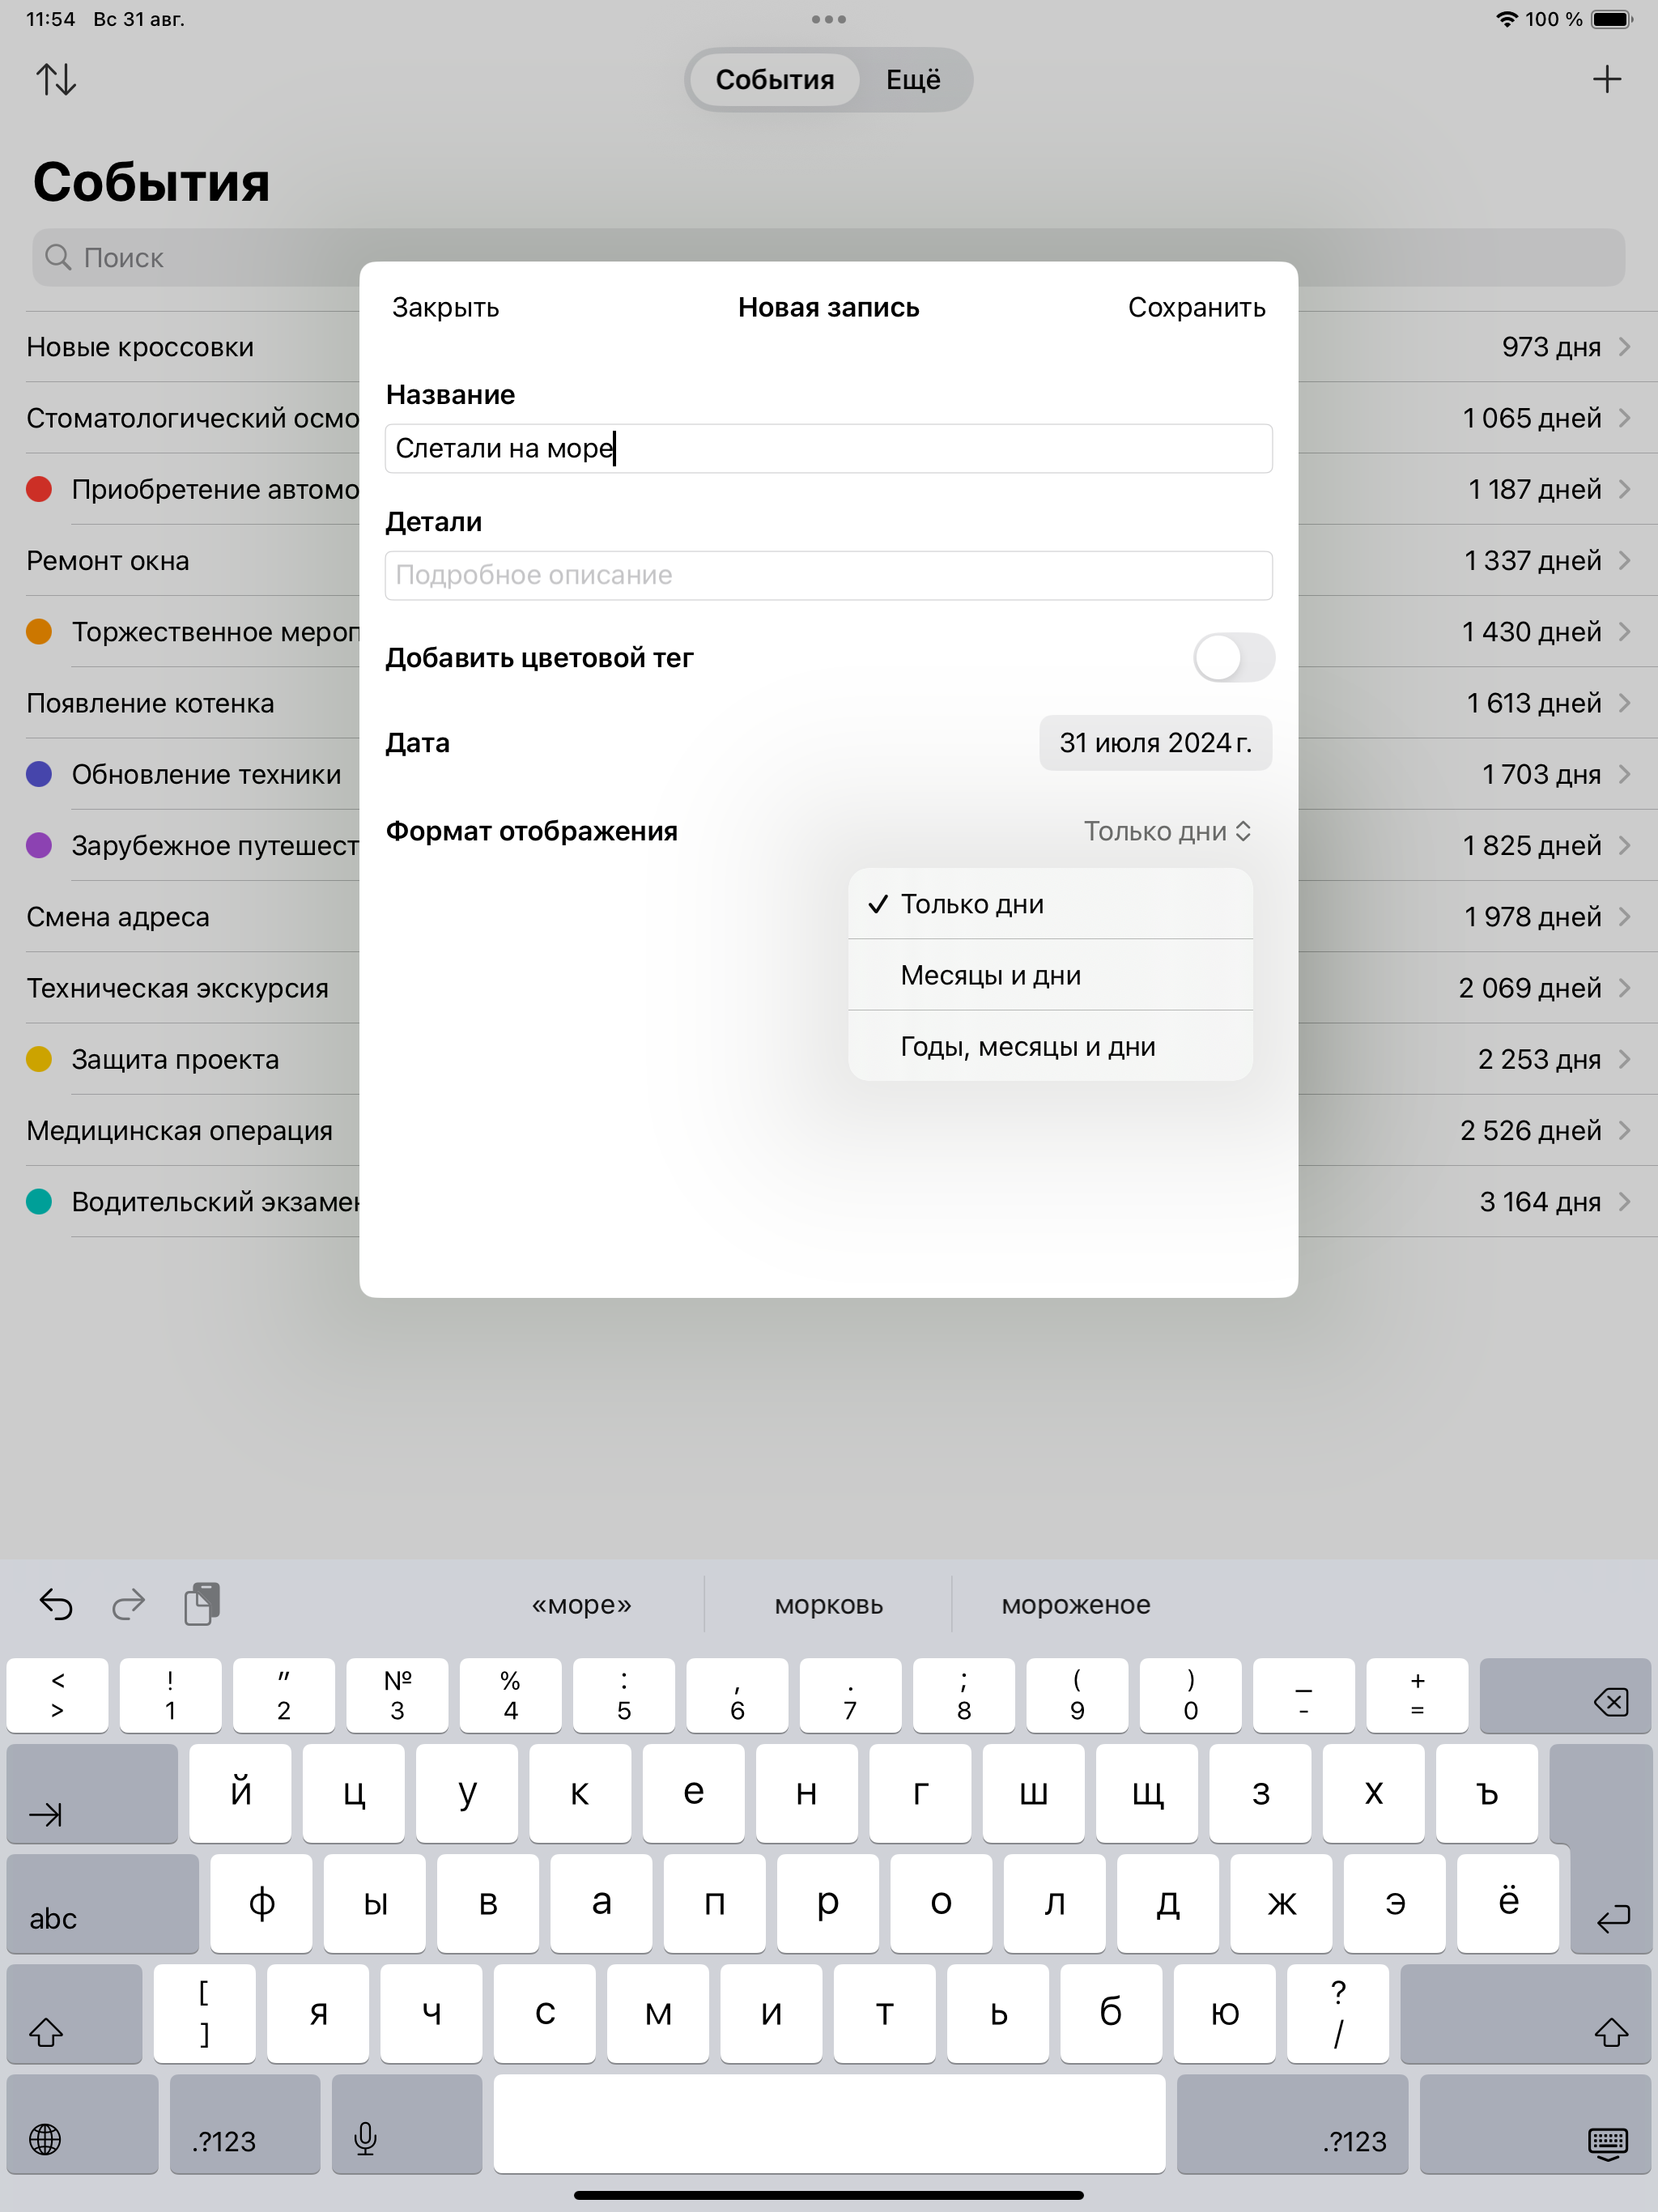 11:54 Вс 31 авг.
100 %
События Ещё
События
Поиск
Закрыть Новая запись Сохранить
Название
Слетали на море
Детали
Подробное описание
Добавить цветовой тег
Дата 31 июля 2024 г.
Формат отображения Только дни
Только дни
Месяцы и дни
Годы, месяцы и дни
Новые кроссовки 973 дня
Стоматологический осмо 1 065 дней
Приобретение автомо 1 187 дней
Ремонт окна 1 337 дней
Торжественное мероп 1 430 дней
Появление котенка 1 613 дней
Обновление техники 1 703 дня
Зарубежное путешест 1 825 дней
Смена адреса 1 978 дней
Техническая экскурсия 2 069 дней
Защита проекта 2 253 дня
Медицинская операция 2 526 дней
Водительский экзамен 3 164 дня
«море» морковь мороженое
< ! " № % : , . ; ( ) _ +
> 1 2 3 4 5 6 7 8 9 0 - =
й ц у к е н г ш щ з х ъ
abc ф ы в а п р о л д ж э ё
[ ] я ч с м и т ь б ю ? /
.?123 .?123